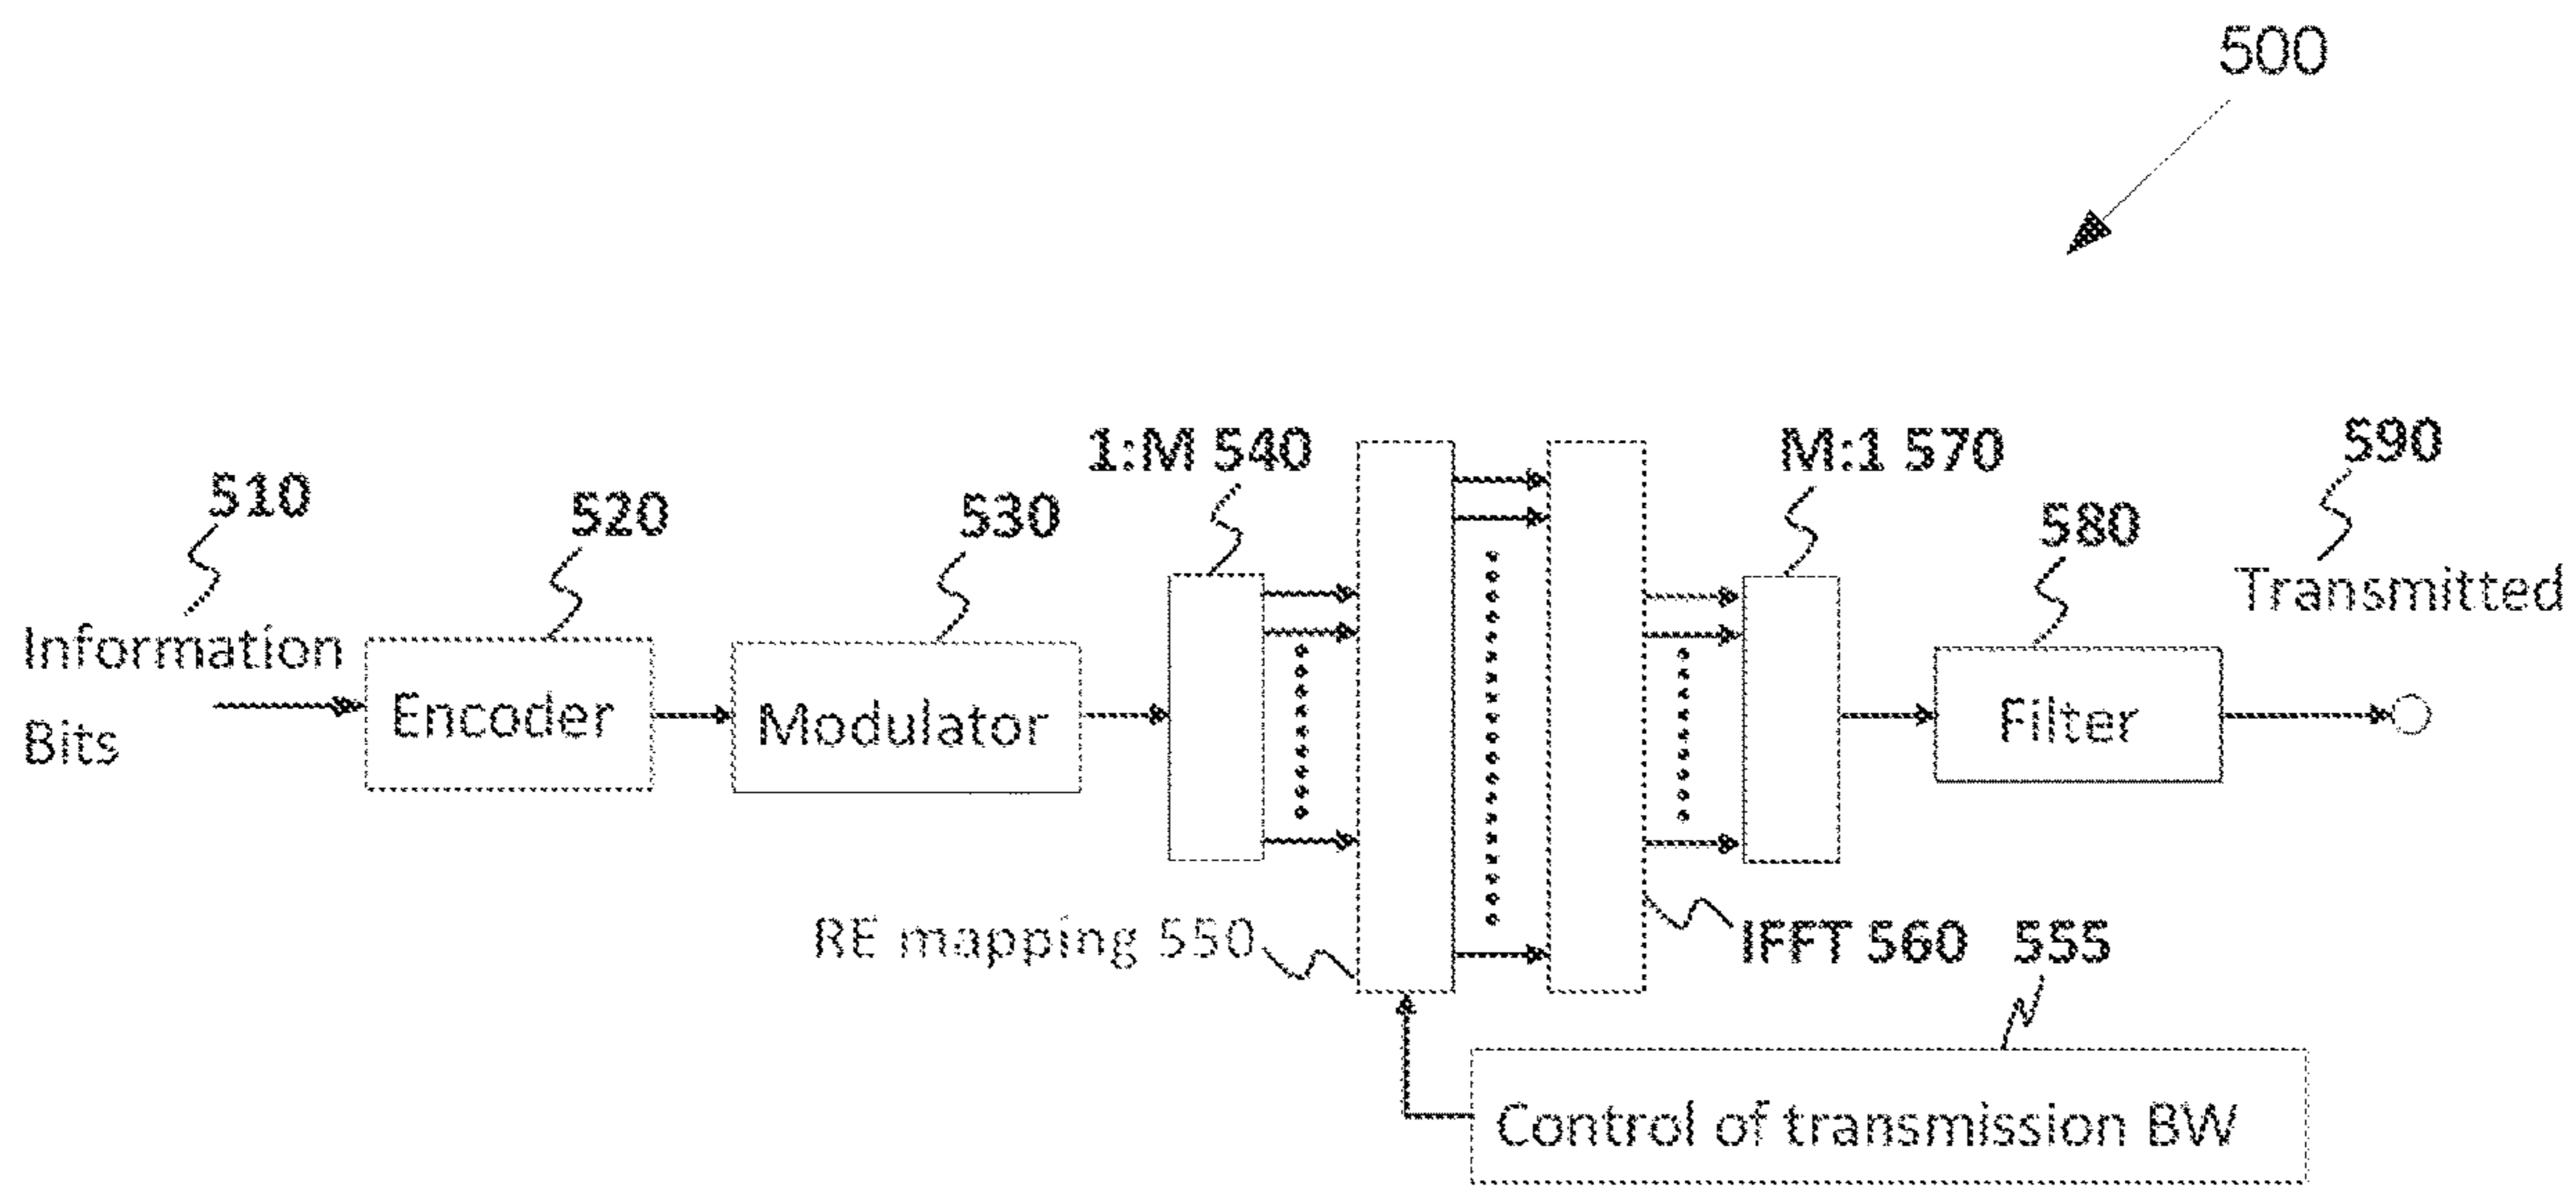 500
1:M 540
M:1 570
590
510
520
530
580
Transmitted
Information
Bits
Encoder
Modulator
Filter
RE mapping 550
IFFT 560
555
Control of transmission BW